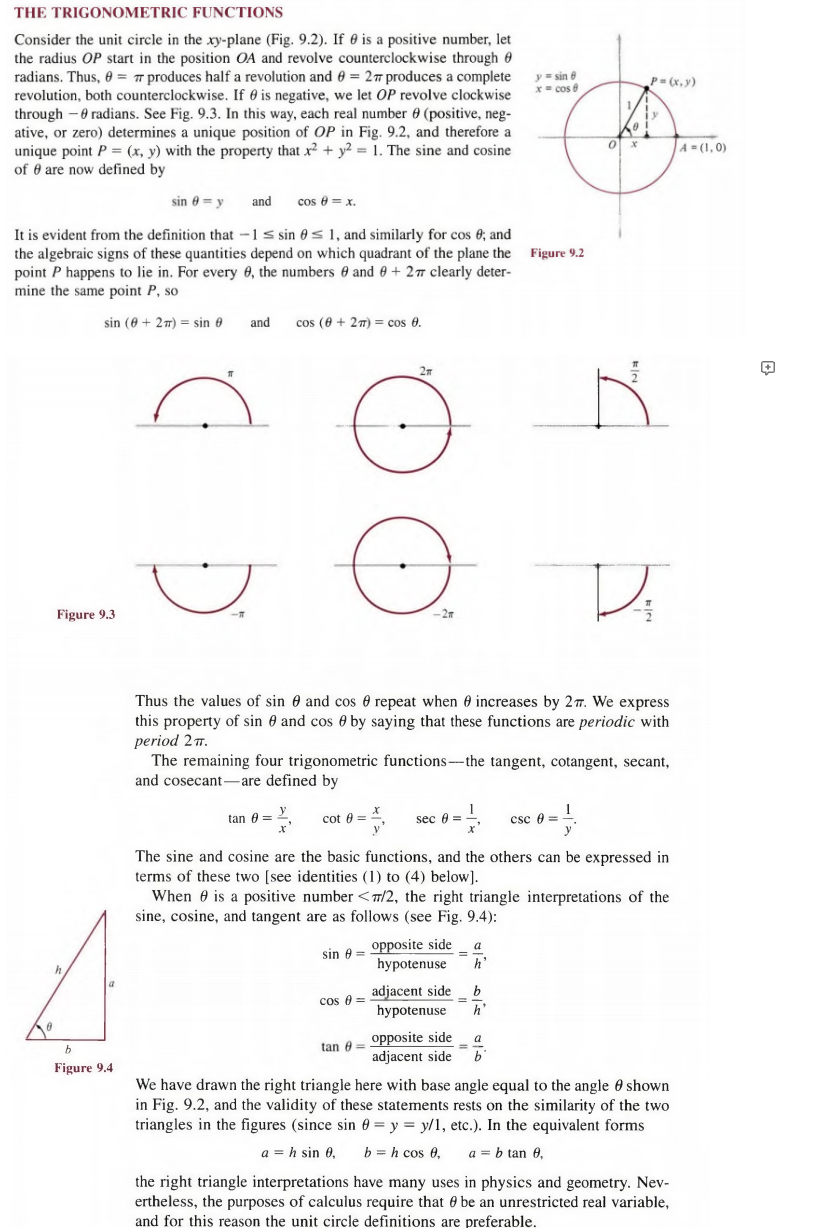 THE TRIGONOMETRIC FUNCTIONS
Consider the unit circle in the xy-plane (Fig. 9.2). If θ is a positive number, let
the radius OP start in the position OA and revolve counterclockwise through θ
radians. Thus, θ = π produces half a revolution and θ = 2π produces a complete
revolution, both counterclockwise. If θ is negative, we let OP revolve clockwise
through −θ radians. See Fig. 9.3. In this way, each real number θ (positive, neg-
ative, or zero) determines a unique position of OP in Fig. 9.2, and therefore a
unique point P = (x, y) with the property that x² + y² = 1. The sine and cosine
of θ are now defined by
sin θ = y and cos θ = x.
It is evident from the definition that −1 ≤ sin θ ≤ 1, and similarly for cos θ; and
the algebraic signs of these quantities depend on which quadrant of the plane the
point P happens to lie in. For every θ, the numbers θ and θ + 2π clearly deter-
mine the same point P, so
sin (θ + 2π) = sin θ and cos (θ + 2π) = cos θ.
y = sin θ
x = cos θ
P = (x, y)
1
y
θ
O
x
A = (1, 0)
Figure 9.2
π
2π
π/2
−π
−2π
−π/2
Figure 9.3
Thus the values of sin θ and cos θ repeat when θ increases by 2π. We express
this property of sin θ and cos θ by saying that these functions are periodic with
period 2π.
The remaining four trigonometric functions—the tangent, cotangent, secant,
and cosecant—are defined by
tan θ = y/x, cot θ = x/y, sec θ = 1/x, csc θ = 1/y.
The sine and cosine are the basic functions, and the others can be expressed in
terms of these two [see identities (1) to (4) below].
When θ is a positive number <π/2, the right triangle interpretations of the
sine, cosine, and tangent are as follows (see Fig. 9.4):
sin θ = opposite side/hypotenuse = a/h,
cos θ = adjacent side/hypotenuse = b/h,
tan θ = opposite side/adjacent side = a/b.
h
a
θ
b
Figure 9.4
We have drawn the right triangle here with base angle equal to the angle θ shown
in Fig. 9.2, and the validity of these statements rests on the similarity of the two
triangles in the figures (since sin θ = y = y/1, etc.). In the equivalent forms
a = h sin θ, b = h cos θ, a = b tan θ,
the right triangle interpretations have many uses in physics and geometry. Nev-
ertheless, the purposes of calculus require that θ be an unrestricted real variable,
and for this reason the unit circle definitions are preferable.